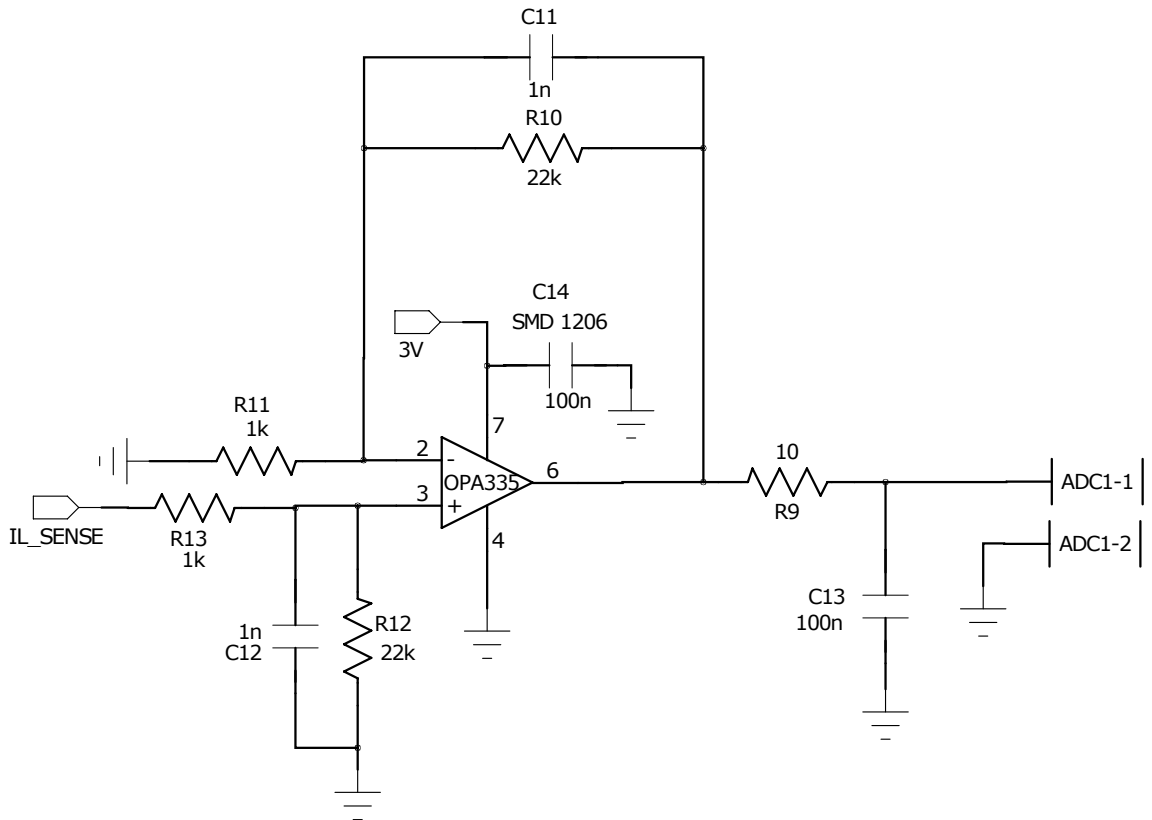 C11
1n
R10
22k
C14
SMD 1206
3V
100n
R11
1k
7
2
-
OPA335
6
10
ADC1-1
3
+
R9
IL_SENSE
R13
1k
4
ADC1-2
C13
100n
1n
C12
R12
22k